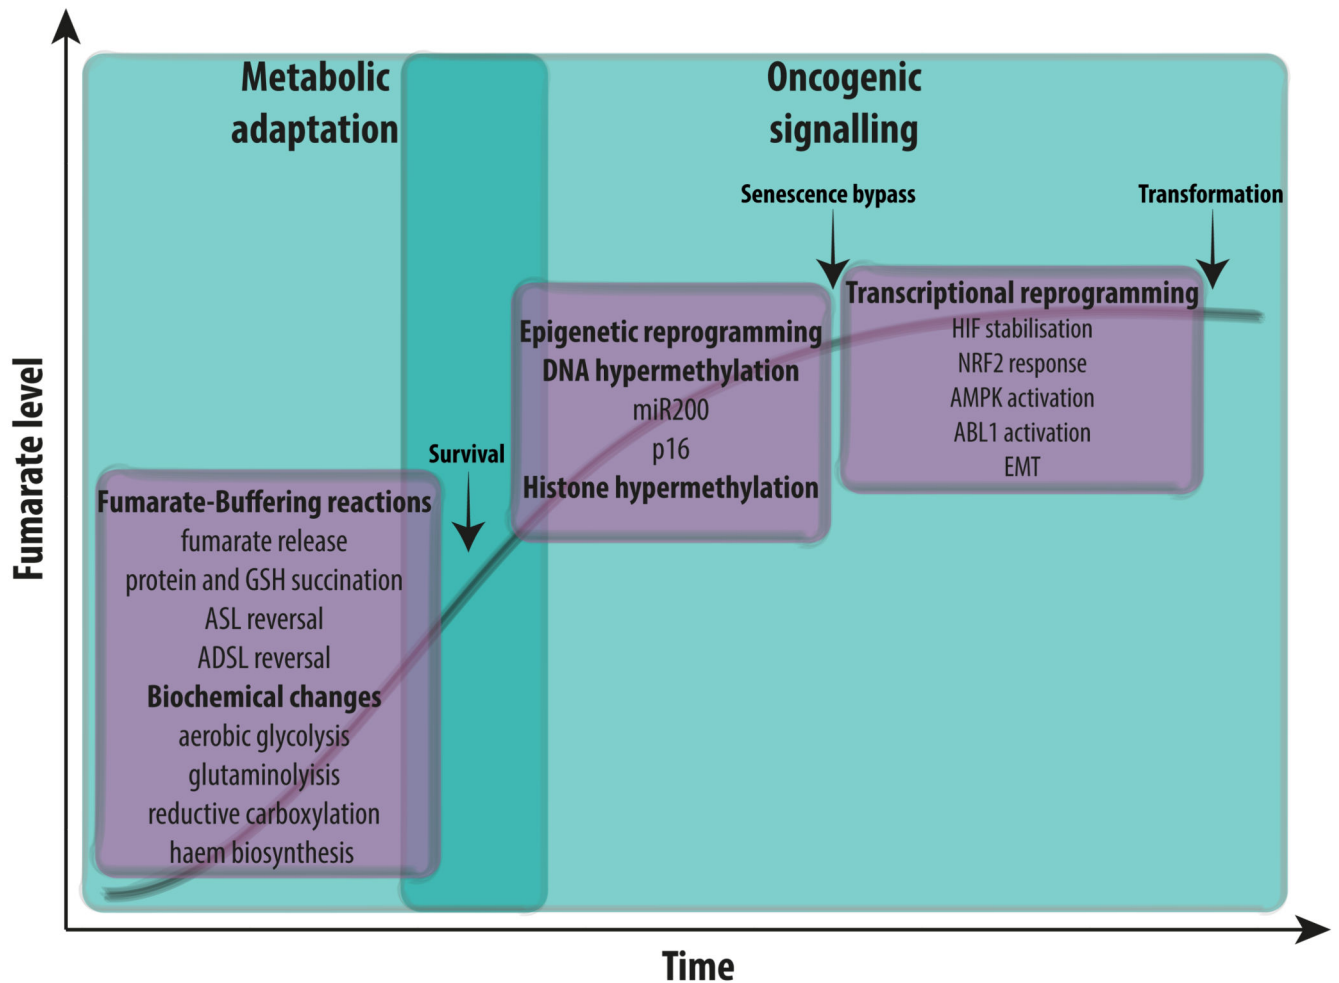 Metabolic
adaptation
Oncogenic
signalling
Senescence bypass
Transformation
Transcriptional reprogramming
HIF stabilisation
NRF2 response
AMPK activation
ABL1 activation
EMT
Epigenetic reprogramming
DNA hypermethylation
miR200
p16
Histone hypermethylation
Survival
Fumarate-Buffering reactions
fumarate release
protein and GSH succination
ASL reversal
ADSL reversal
Biochemical changes
aerobic glycolysis
glutaminolyisis
reductive carboxylation
haem biosynthesis
Fumarate level
Time